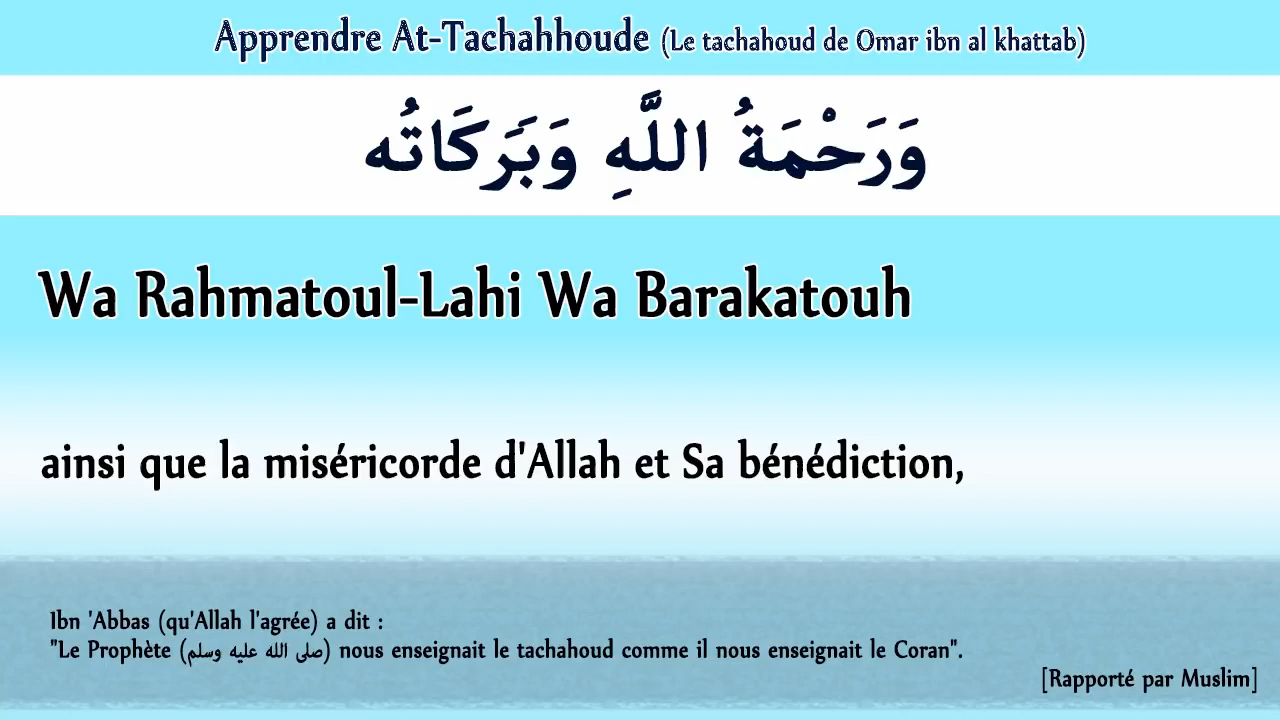 Apprendre At-Tachahhoude (Le tachahoud de Omar ibn al khattab)
وَرَحْمَةُ اللَّهِ وَبَرَكَاتُه
Wa Rahmatoul-Lahi Wa Barakatouh
ainsi que la miséricorde d'Allah et Sa bénédiction,
Ibn 'Abbas (qu'Allah l'agrée) a dit :
"Le Prophète (صلى الله عليه وسلم) nous enseignait le tachahoud comme il nous enseignait le Coran".
[Rapporté par Muslim]